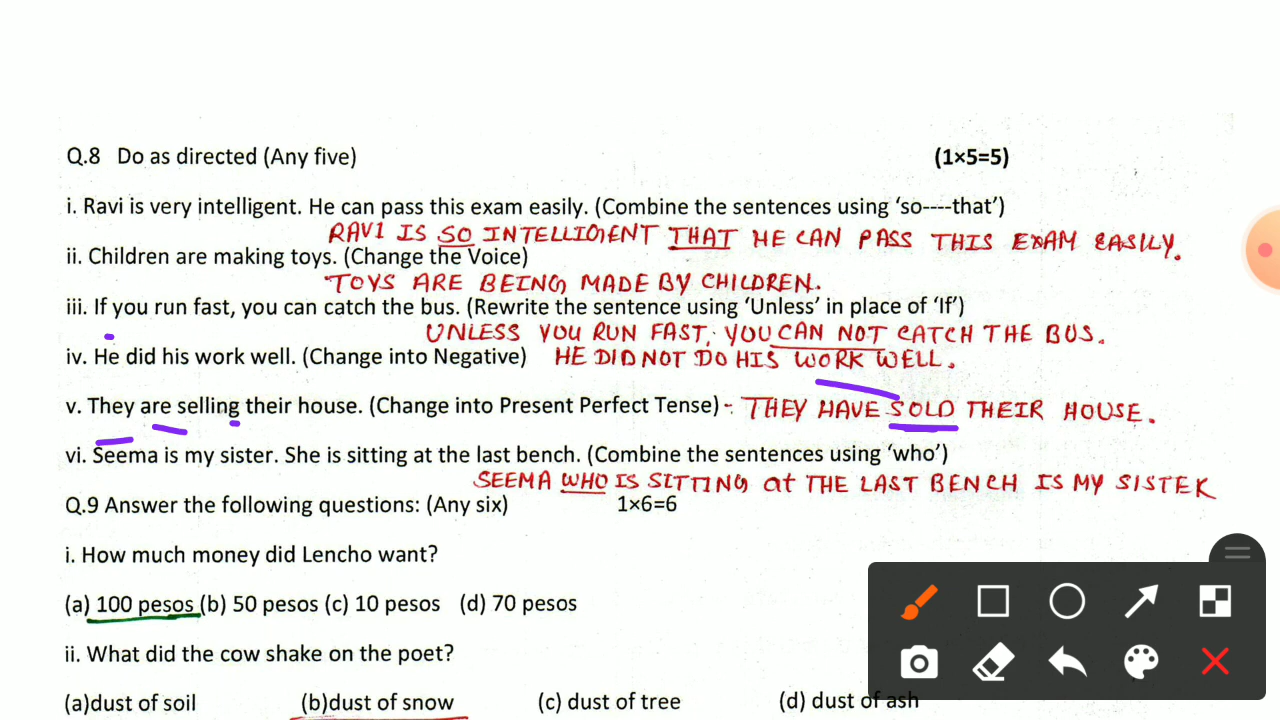 Q.8 Do as directed (Any five) (1×5=5)
i. Ravi is very intelligent. He can pass this exam easily. (Combine the sentences using ‘so----that’)
RAVI IS SO INTELLIGENT THAT HE CAN PASS THIS EXAM EASILY.
ii. Children are making toys. (Change the Voice)
TOYS ARE BEING MADE BY CHILDREN.
iii. If you run fast, you can catch the bus. (Rewrite the sentence using ‘Unless’ in place of ‘If’)
UNLESS YOU RUN FAST, YOU CAN NOT CATCH THE BUS.
iv. He did his work well. (Change into Negative) HE DID NOT DO HIS WORK WELL.
v. They are selling their house. (Change into Present Perfect Tense) - THEY HAVE SOLD THEIR HOUSE.
vi. Seema is my sister. She is sitting at the last bench. (Combine the sentences using ‘who’)
SEEMA WHO IS SITTING at THE LAST BENCH IS MY SISTER
Q.9 Answer the following questions: (Any six) 1×6=6
i. How much money did Lencho want?
(a) 100 pesos (b) 50 pesos (c) 10 pesos (d) 70 pesos
ii. What did the cow shake on the poet?
(a)dust of soil (b)dust of snow (c) dust of tree (d) dust of ash